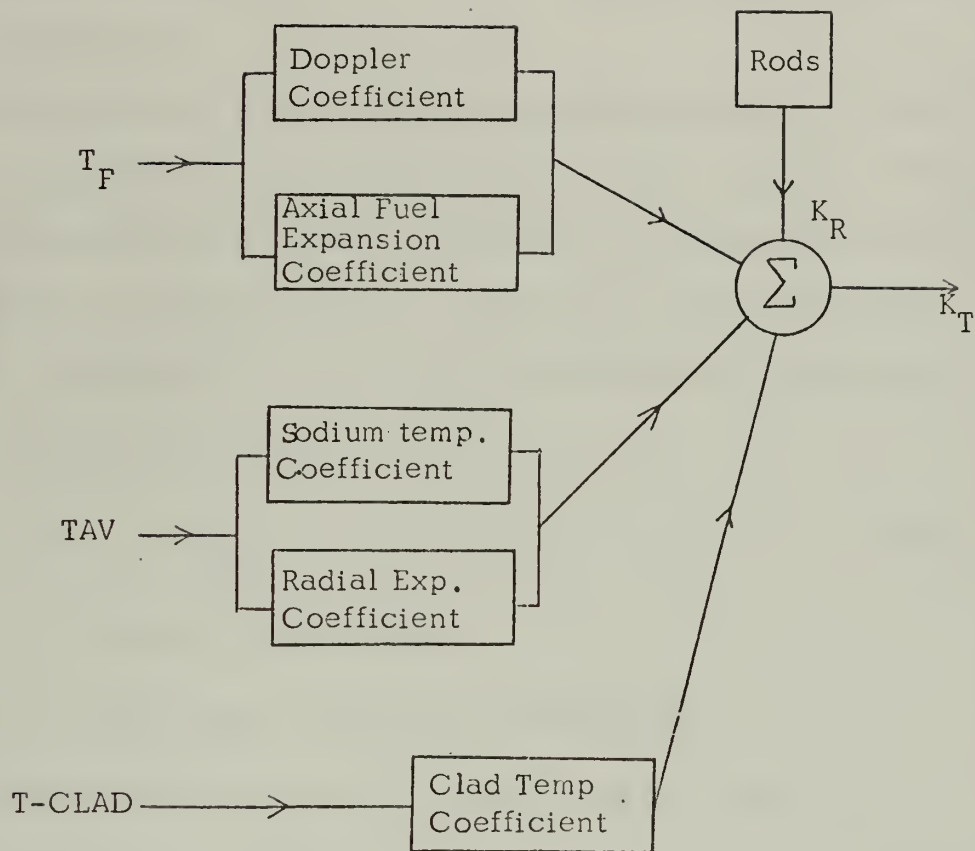 Doppler
Coefficient
Rods
T_F
Axial Fuel
Expansion
Coefficient
K_R
Σ
K_T
Sodium temp.
Coefficient
TAV
Radial Exp.
Coefficient
T-CLAD
Clad Temp
Coefficient